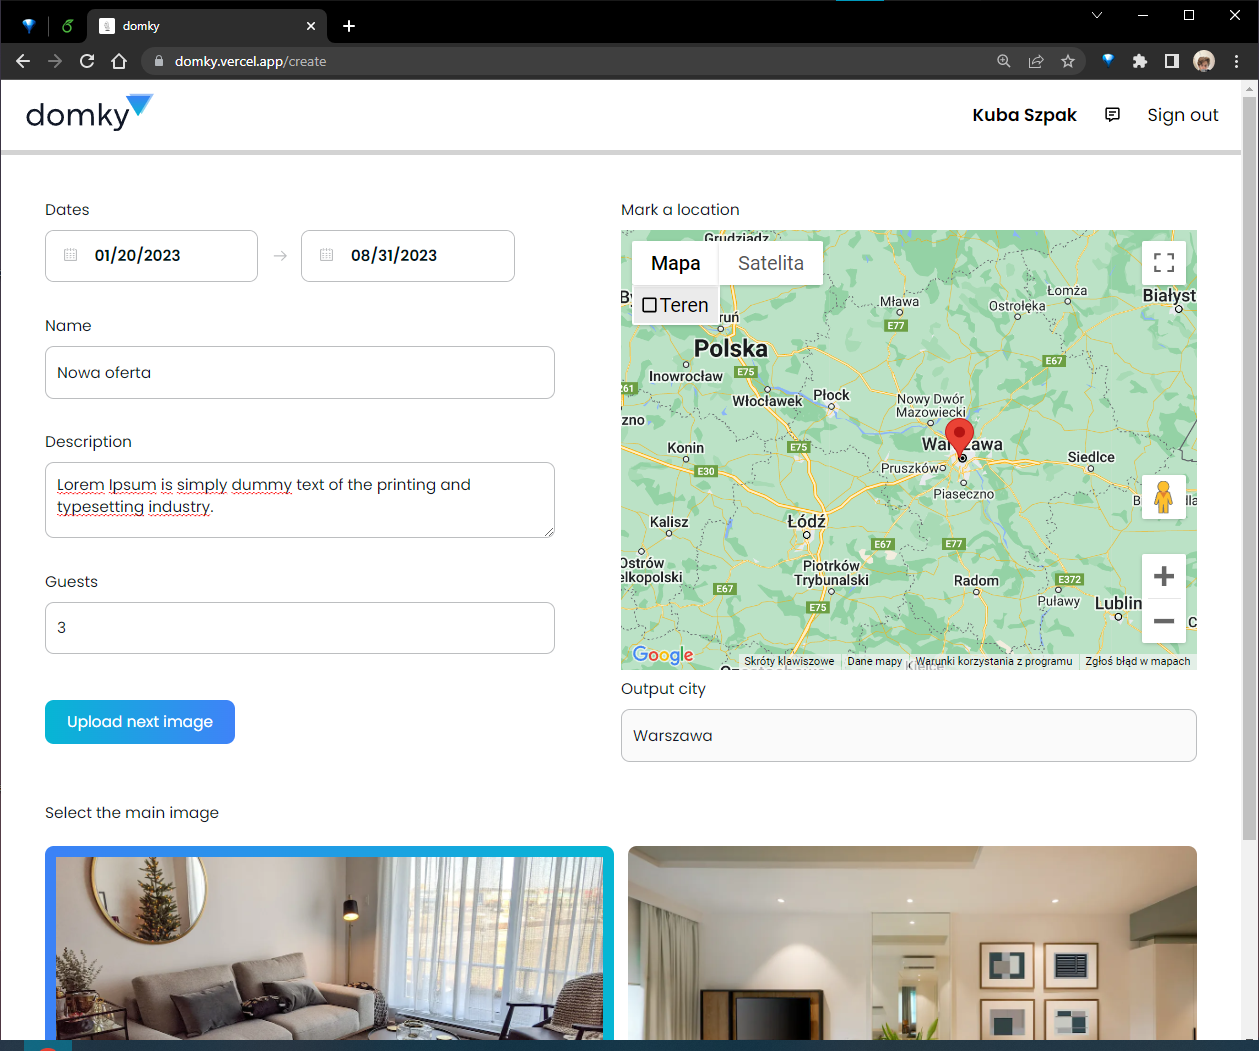 domky
domky.vercel.app/create
domky
Kuba Szpak
Sign out
Dates
01/20/2023
08/31/2023
Name
Nowa oferta
Description
Lorem Ipsum is simply dummy text of the printing and
typesetting industry.
Guests
3
Upload next image
Mark a location
Grudziądz
Mapa
Satelita
Teren
Łomża
Białyst
Mława
Ostrołęka
ruń
E77
Polska
E67
Inowrocław
E75
261
Włocławek
Płock
Nowy Dwór
Mazowiecki
zno
Konin
E75
Warszawa
Siedlce
E30
Pruszków
Piaseczno
Kalisz
Łódź
E67
E77
Ostrów
elkopolski
Piotrków
Trybunalski
Radom
E372
E67
Puławy
Lublin
E75
Google
Skróty klawiszowe
Dane mapy
Warunki korzystania z programu
Zgłoś błąd w mapach
Kielce
Output city
Warszawa
Select the main image